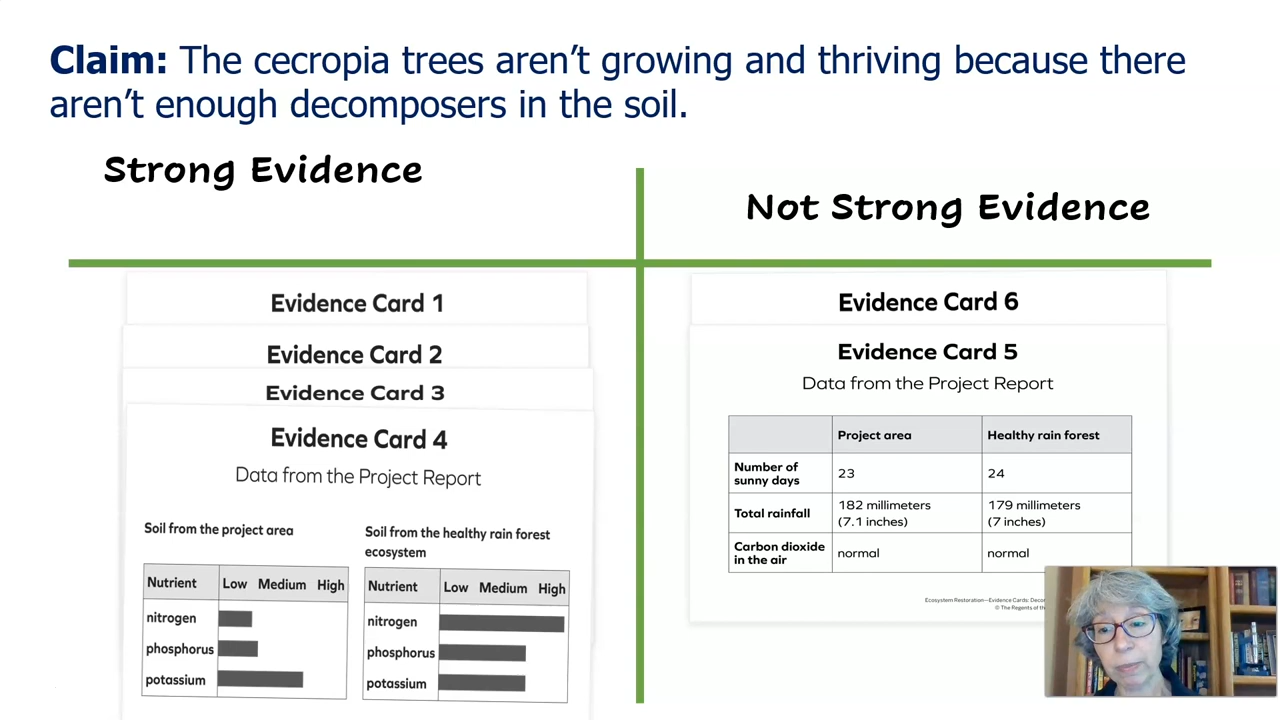 Claim: The cecropia trees aren't growing and thriving because there
aren't enough decomposers in the soil.
Strong Evidence
Not Strong Evidence
Evidence Card 1
Evidence Card 2
Evidence Card 3
Evidence Card 4
Data from the Project Report
Soil from the project area
Nutrient Low Medium High
nitrogen
phosphorus
potassium
Soil from the healthy rain forest
ecosystem
Nutrient Low Medium High
nitrogen
phosphorus
potassium
Evidence Card 6
Evidence Card 5
Data from the Project Report
Project area Healthy rain forest
Number of
sunny days
23 24
Total rainfall
182 millimeters
(7.1 inches)
179 millimeters
(7 inches)
Carbon dioxide
in the air
normal normal
Ecosystem Restoration—Evidence Cards:
© The Regents of